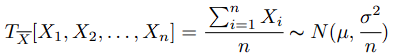 T_{\overline{X}}[X_1, X_2, \ldots, X_n] = \frac{\sum_{i=1}^{n} X_i}{n} \sim N(\mu, \frac{\sigma^2}{n})